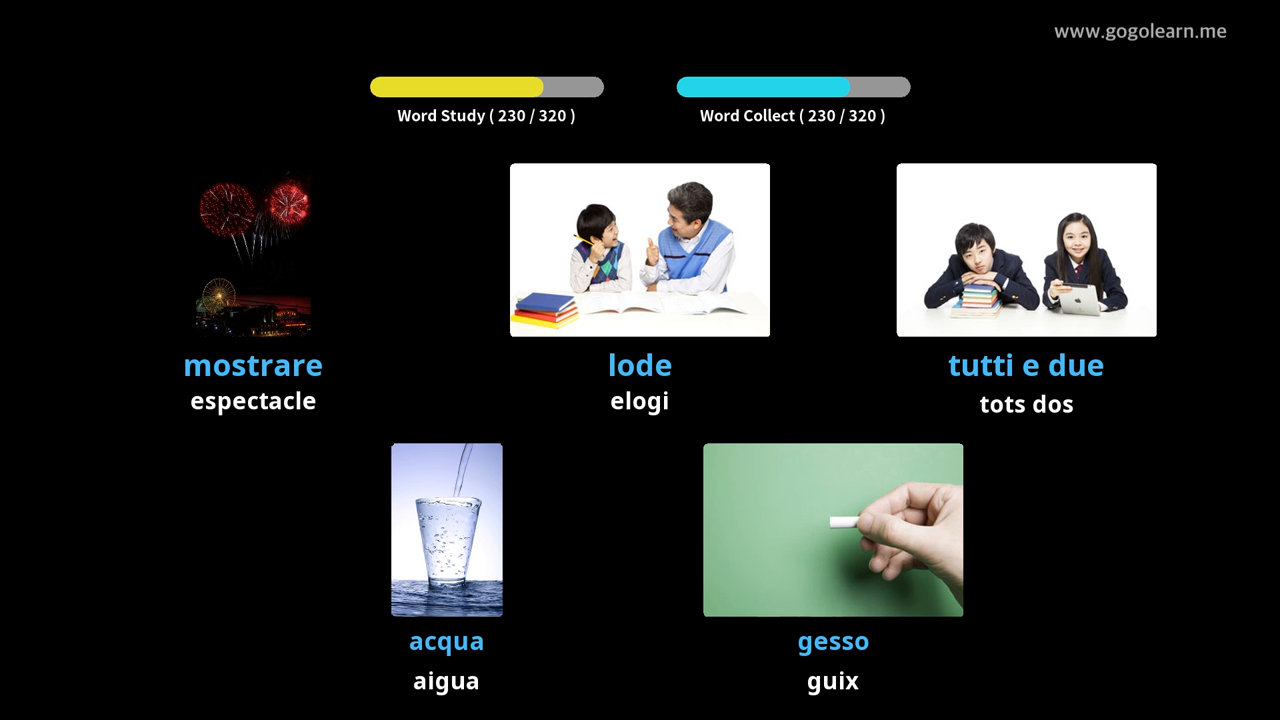 www.gogolearn.me
Word Study ( 230 / 320 )
Word Collect ( 230 / 320 )
mostrare
espectacle
lode
elogi
tutti e due
tots dos
acqua
aigua
gesso
guix